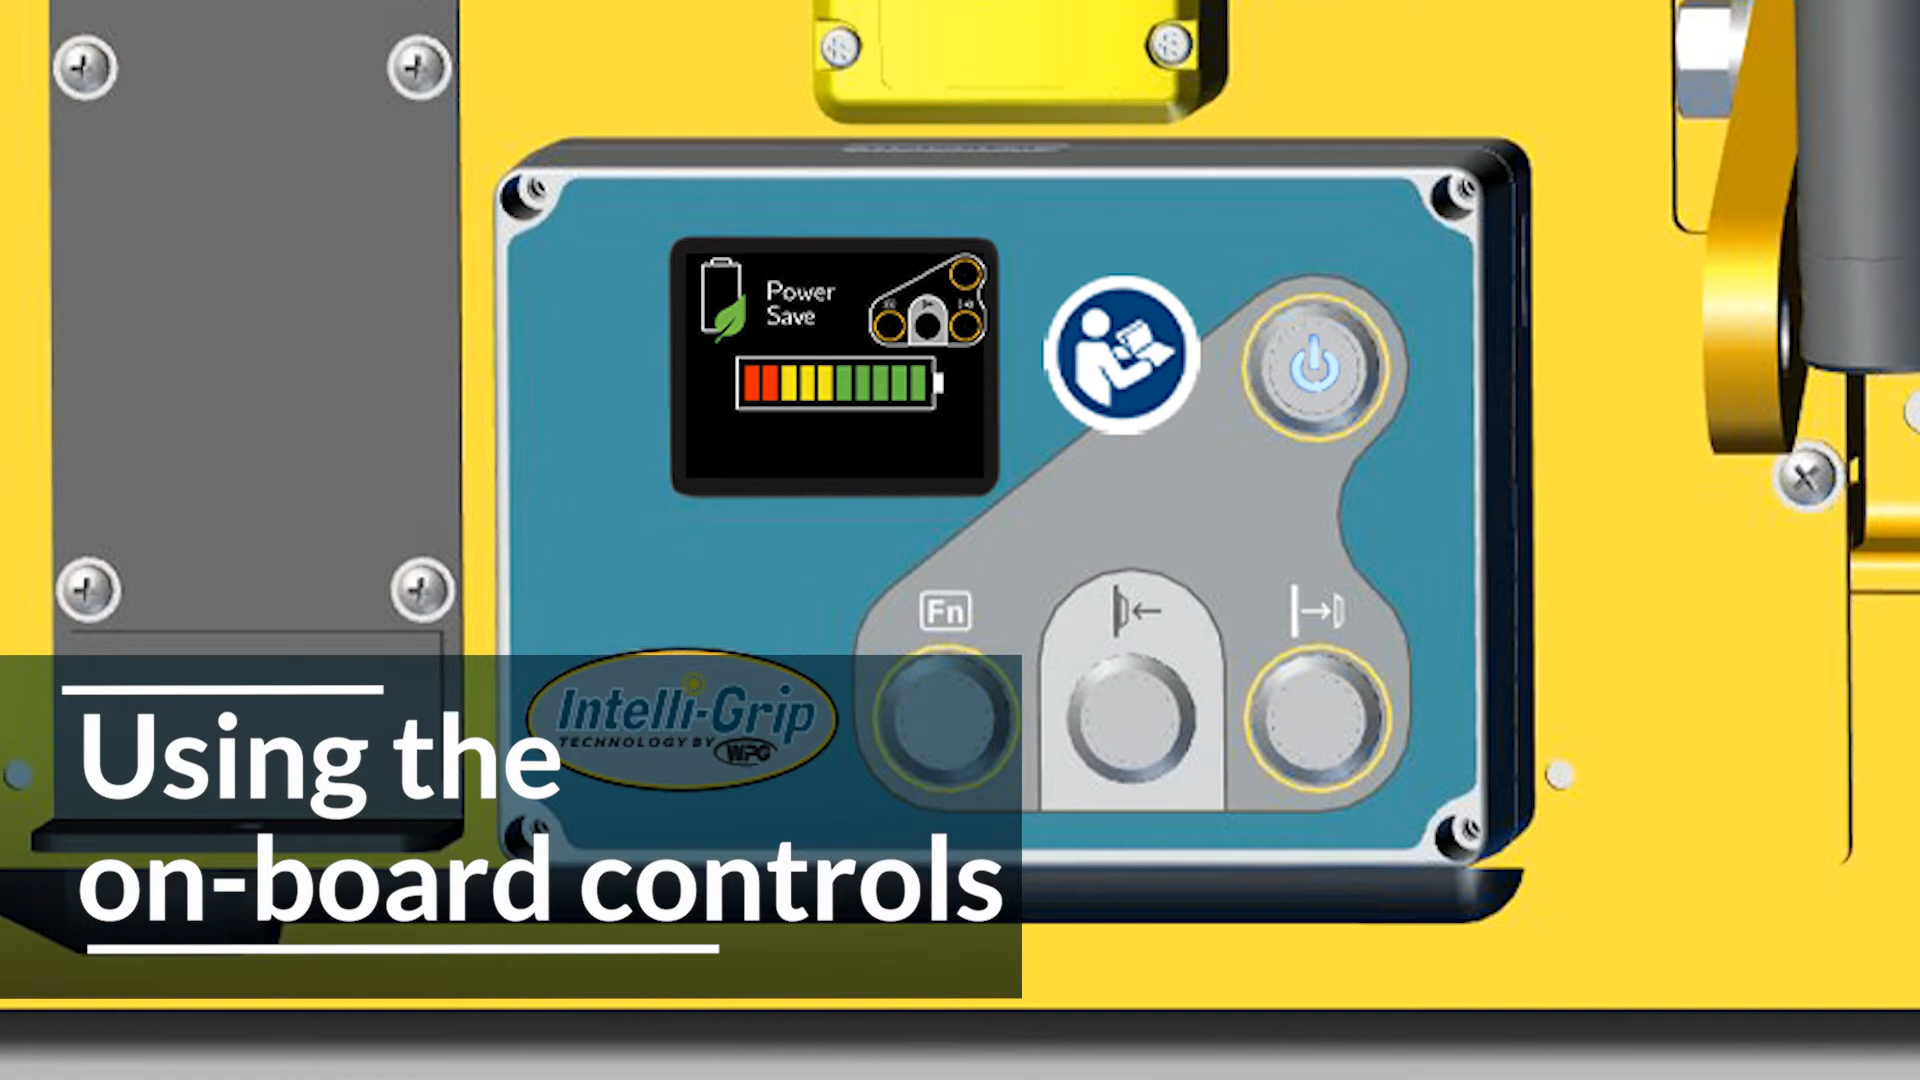 Power
Save
Fn
Intelli-Grip
TECHNOLOGY BY WPG
Using the
on-board controls